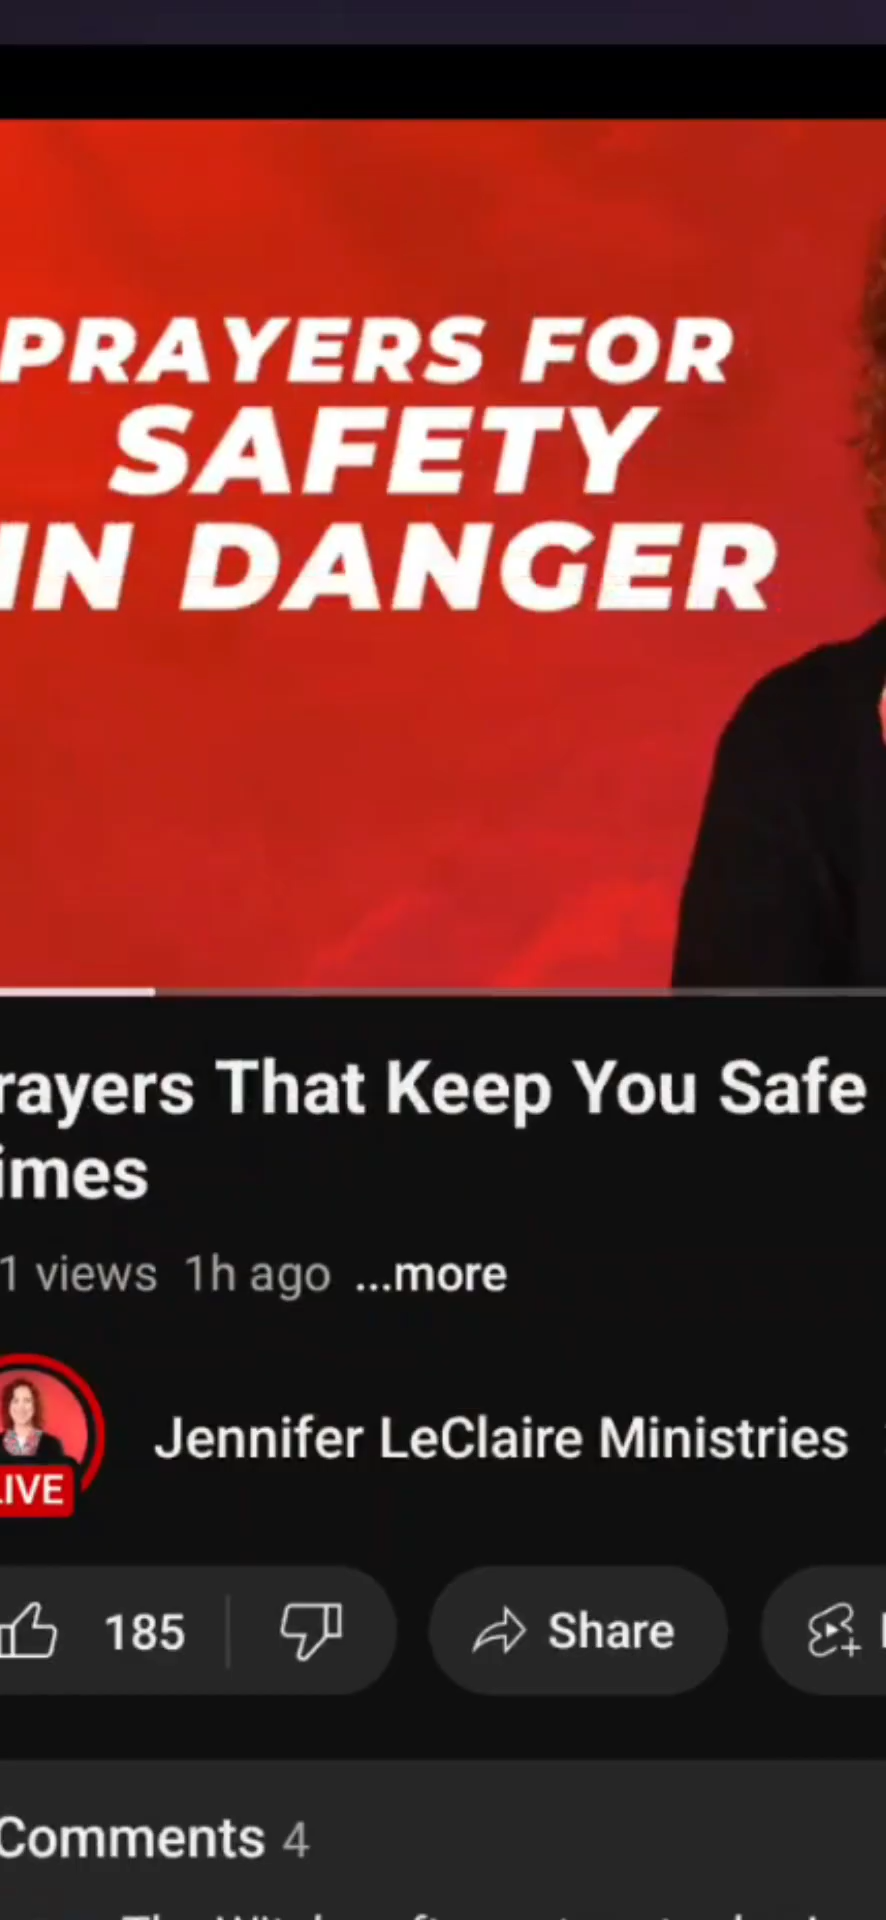 PRAYERS FOR
SAFETY
IN DANGER
rayers That Keep You Safe
imes
1 views 1h ago ...more
Jennifer LeClaire Ministries
LIVE
185
Share
Comments 4